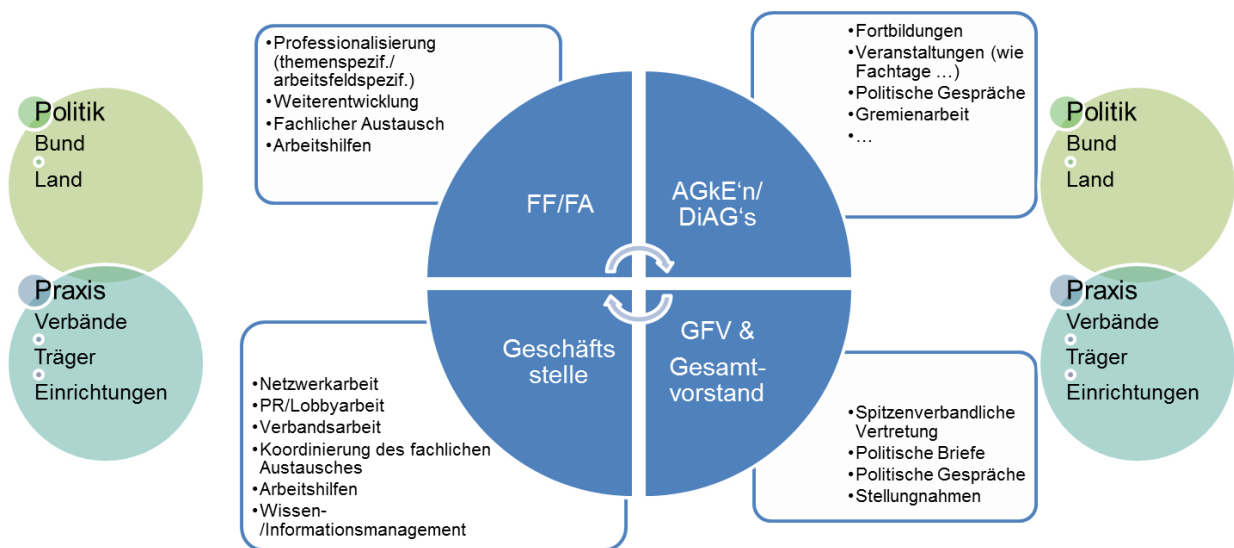 Politik
Bund
Land
Praxis
Verbände
Träger
Einrichtungen
•Professionalisierung
(themenspezif./
arbeitsfeldspezif.)
•Weiterentwicklung
•Fachlicher Austausch
•Arbeitshilfen
FF/FA
AGkE‘n/
DiAG‘s
•Fortbildungen
•Veranstaltungen (wie
Fachtage …)
•Politische Gespräche
•Gremienarbeit
•…
•Netzwerkarbeit
•PR/Lobbyarbeit
•Verbandsarbeit
•Koordinierung des fachlichen
Austausches
•Arbeitshilfen
•Wissen-
/Informationsmanagement
Geschäfts
stelle
GFV &
Gesamt-
vorstand
•Spitzenverbandliche
Vertretung
•Politische Briefe
•Politische Gespräche
•Stellungnahmen
Politik
Bund
Land
Praxis
Verbände
Träger
Einrichtungen